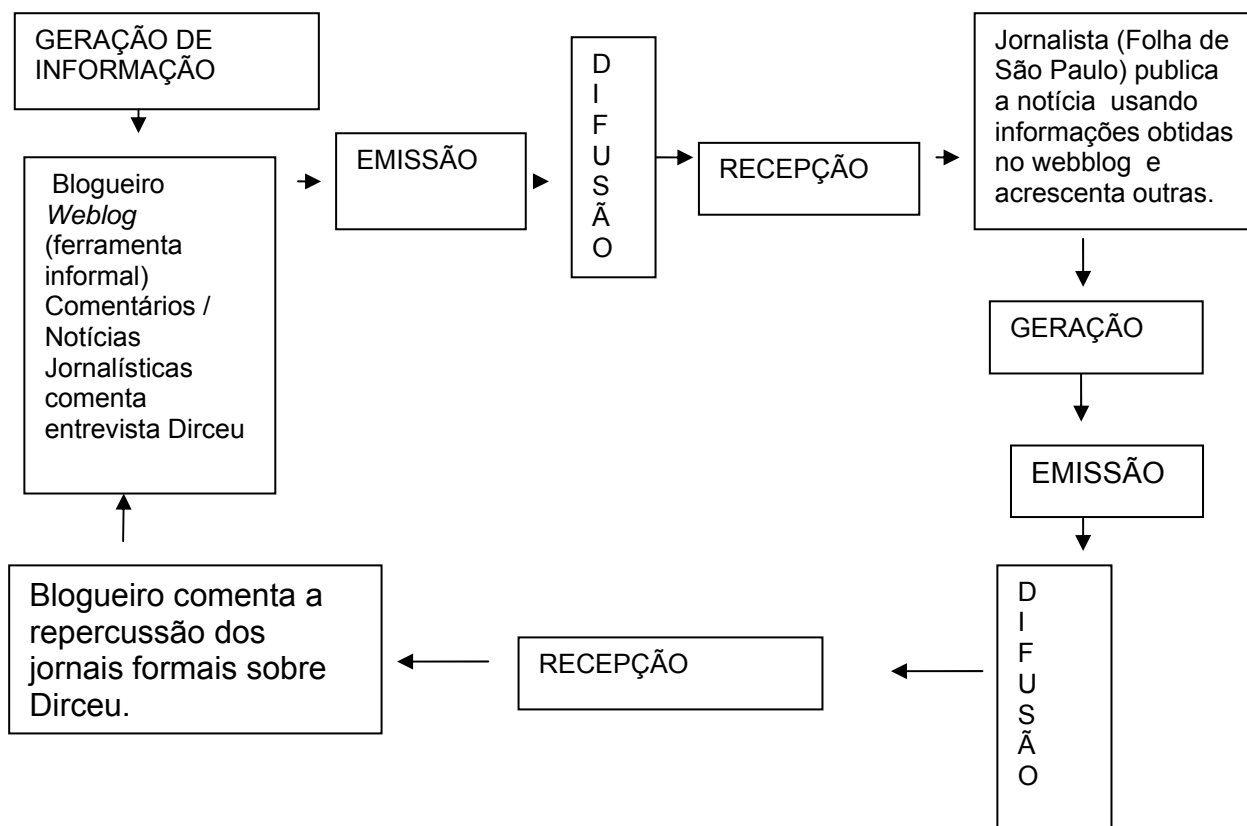 GERAÇÃO DE
INFORMAÇÃO
Blogueiro
Weblog
(ferramenta
informal)
Comentários /
Notícias
Jornalísticas
comenta
entrevista Dirceu
EMISSÃO
D
I
F
U
S
Ã
O
RECEPÇÃO
Jornalista (Folha de
São Paulo) publica
a notícia usando
informações obtidas
no webblog e
acrescenta outras.
GERAÇÃO
EMISSÃO
D
I
F
U
S
Ã
O
RECEPÇÃO
Blogueiro comenta a
repercussão dos
jornais formais sobre
Dirceu.